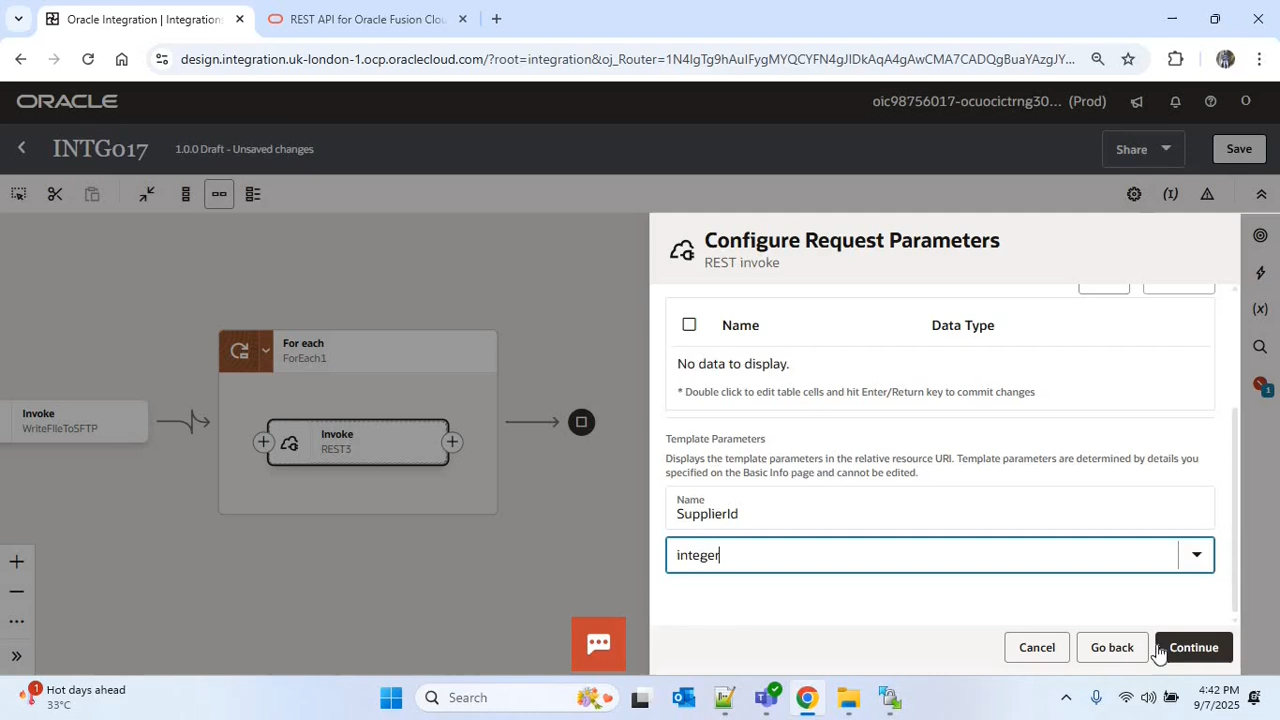 Oracle Integration | Integrations
REST API for Oracle Fusion Clou
design.integration.uk-london-1.ocp.oraclecloud.com/?root=integration&oj_Router=1N4IgTg9hAuIFygMYQCYFN4gJIDkAqA4gAwCMA7CADQgBuaYAzgJY...
ORACLE
oic98756017-ocuocictrng30... (Prod)
O
INTG017
1.0.0 Draft - Unsaved changes
Share
Save
Configure Request Parameters
REST invoke
Name
Data Type
No data to display.
* Double click to edit table cells and hit Enter/Return key to commit changes
For each
ForEach1
Invoke
WriteFIleToSFTP
Invoke
REST3
Template Parameters
Displays the template parameters in the relative resource URI. Template parameters are determined by details you
specified on the Basic Info page and cannot be edited.
Name
SupplierId
integer
Cancel
Go back
Continue
1
1
Hot days ahead
33°C
Search
4:42 PM
9/7/2025